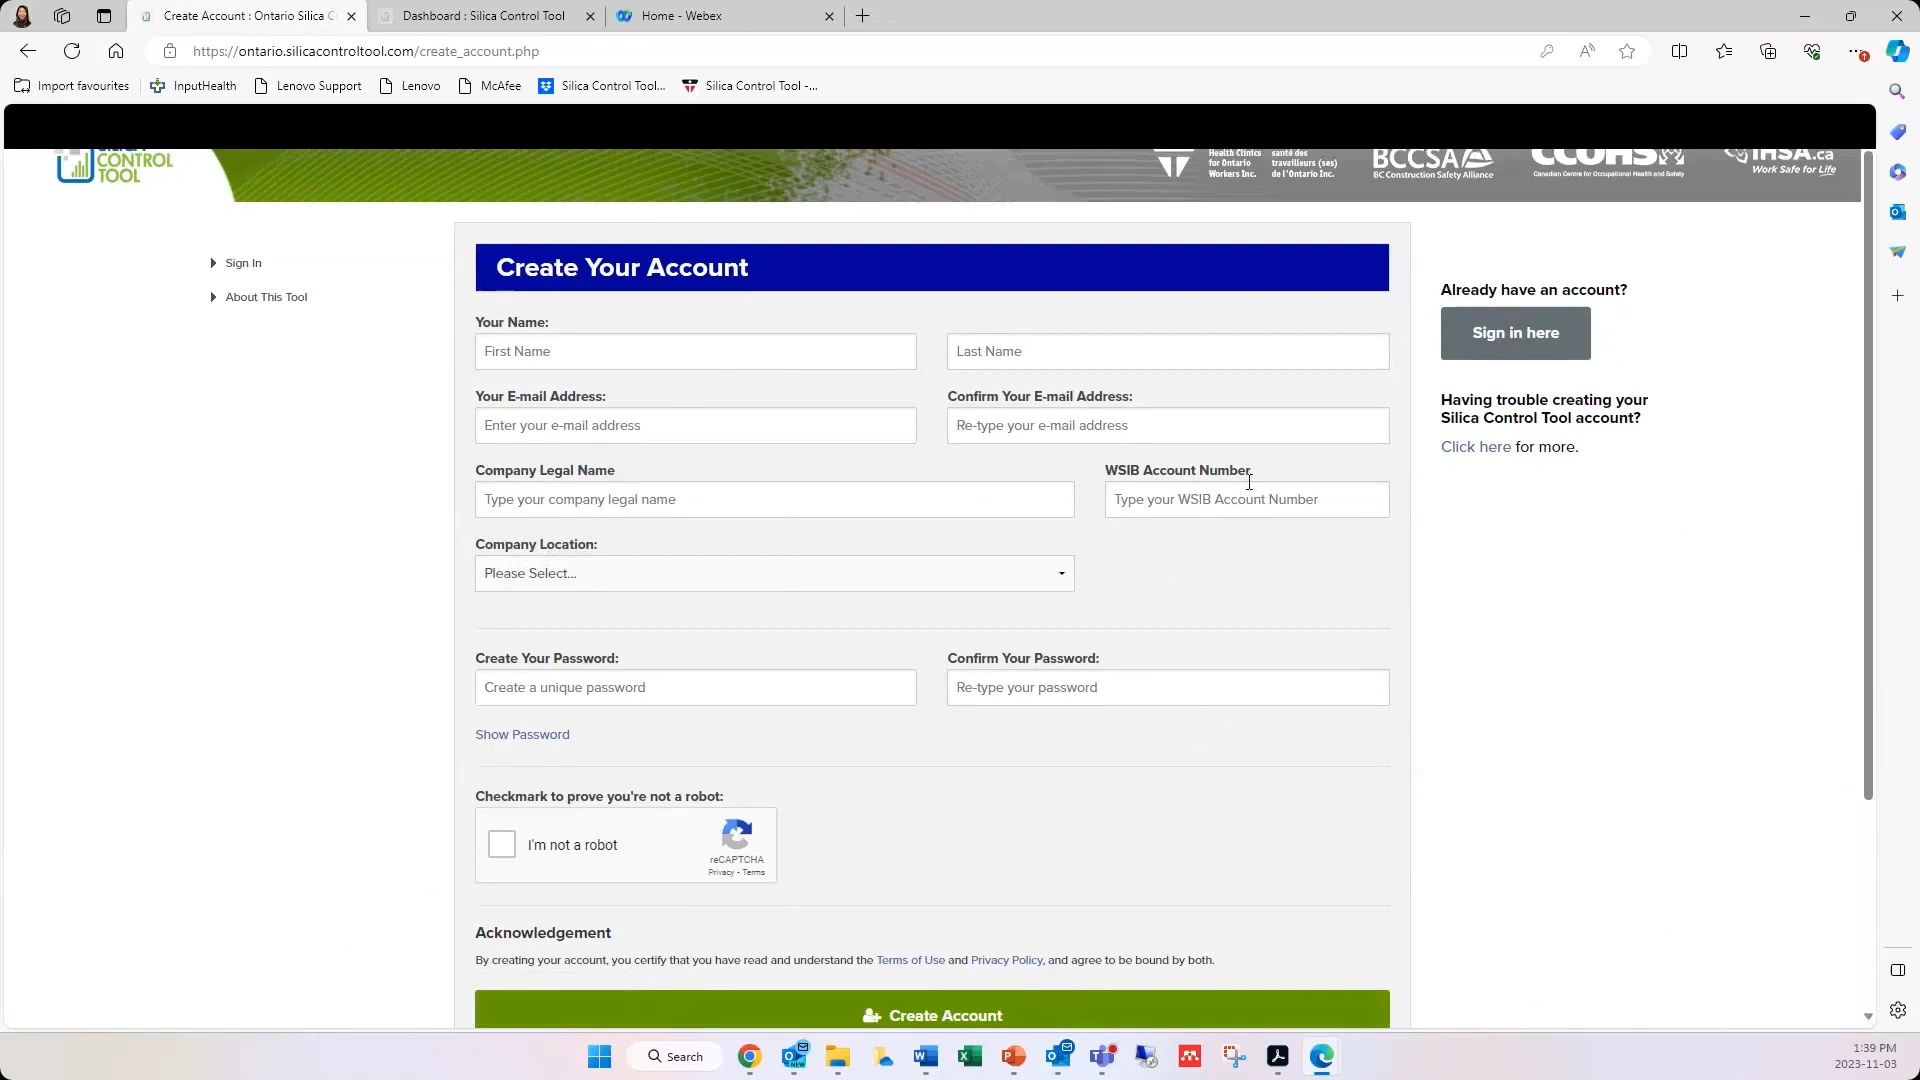 Create Account : Ontario Silica C
Dashboard : Silica Control Tool
Home - Webex
https://ontario.silicacontroltool.com/create_account.php
Import favourites
InputHealth
Lenovo Support
Lenovo
McAfee
Silica Control Tool...
Silica Control Tool -...
CONTROL
TOOL
Health Clinics
for Ontario
Workers Inc.
santé des
travailleurs (ses)
de l'Ontario Inc.
BCCSA
BC Construction Safety Alliance
CCOHS
Canadian Centre for Occupational Health and Safety
IHSA.ca
Work Safe for Life
Sign In
About This Tool
Create Your Account
Your Name:
First Name
Last Name
Your E-mail Address:
Confirm Your E-mail Address:
Enter your e-mail address
Re-type your e-mail address
Company Legal Name
WSIB Account Number
Type your company legal name
Type your WSIB Account Number
Company Location:
Please Select...
Create Your Password:
Confirm Your Password:
Create a unique password
Re-type your password
Show Password
Checkmark to prove you're not a robot:
I'm not a robot
reCAPTCHA
Privacy - Terms
Acknowledgement
By creating your account, you certify that you have read and understand the Terms of Use and Privacy Policy, and agree to be bound by both.
Create Account
Already have an account?
Sign in here
Having trouble creating your
Silica Control Tool account?
Click here for more.
Search
NEW
1:39 PM
2023-11-03